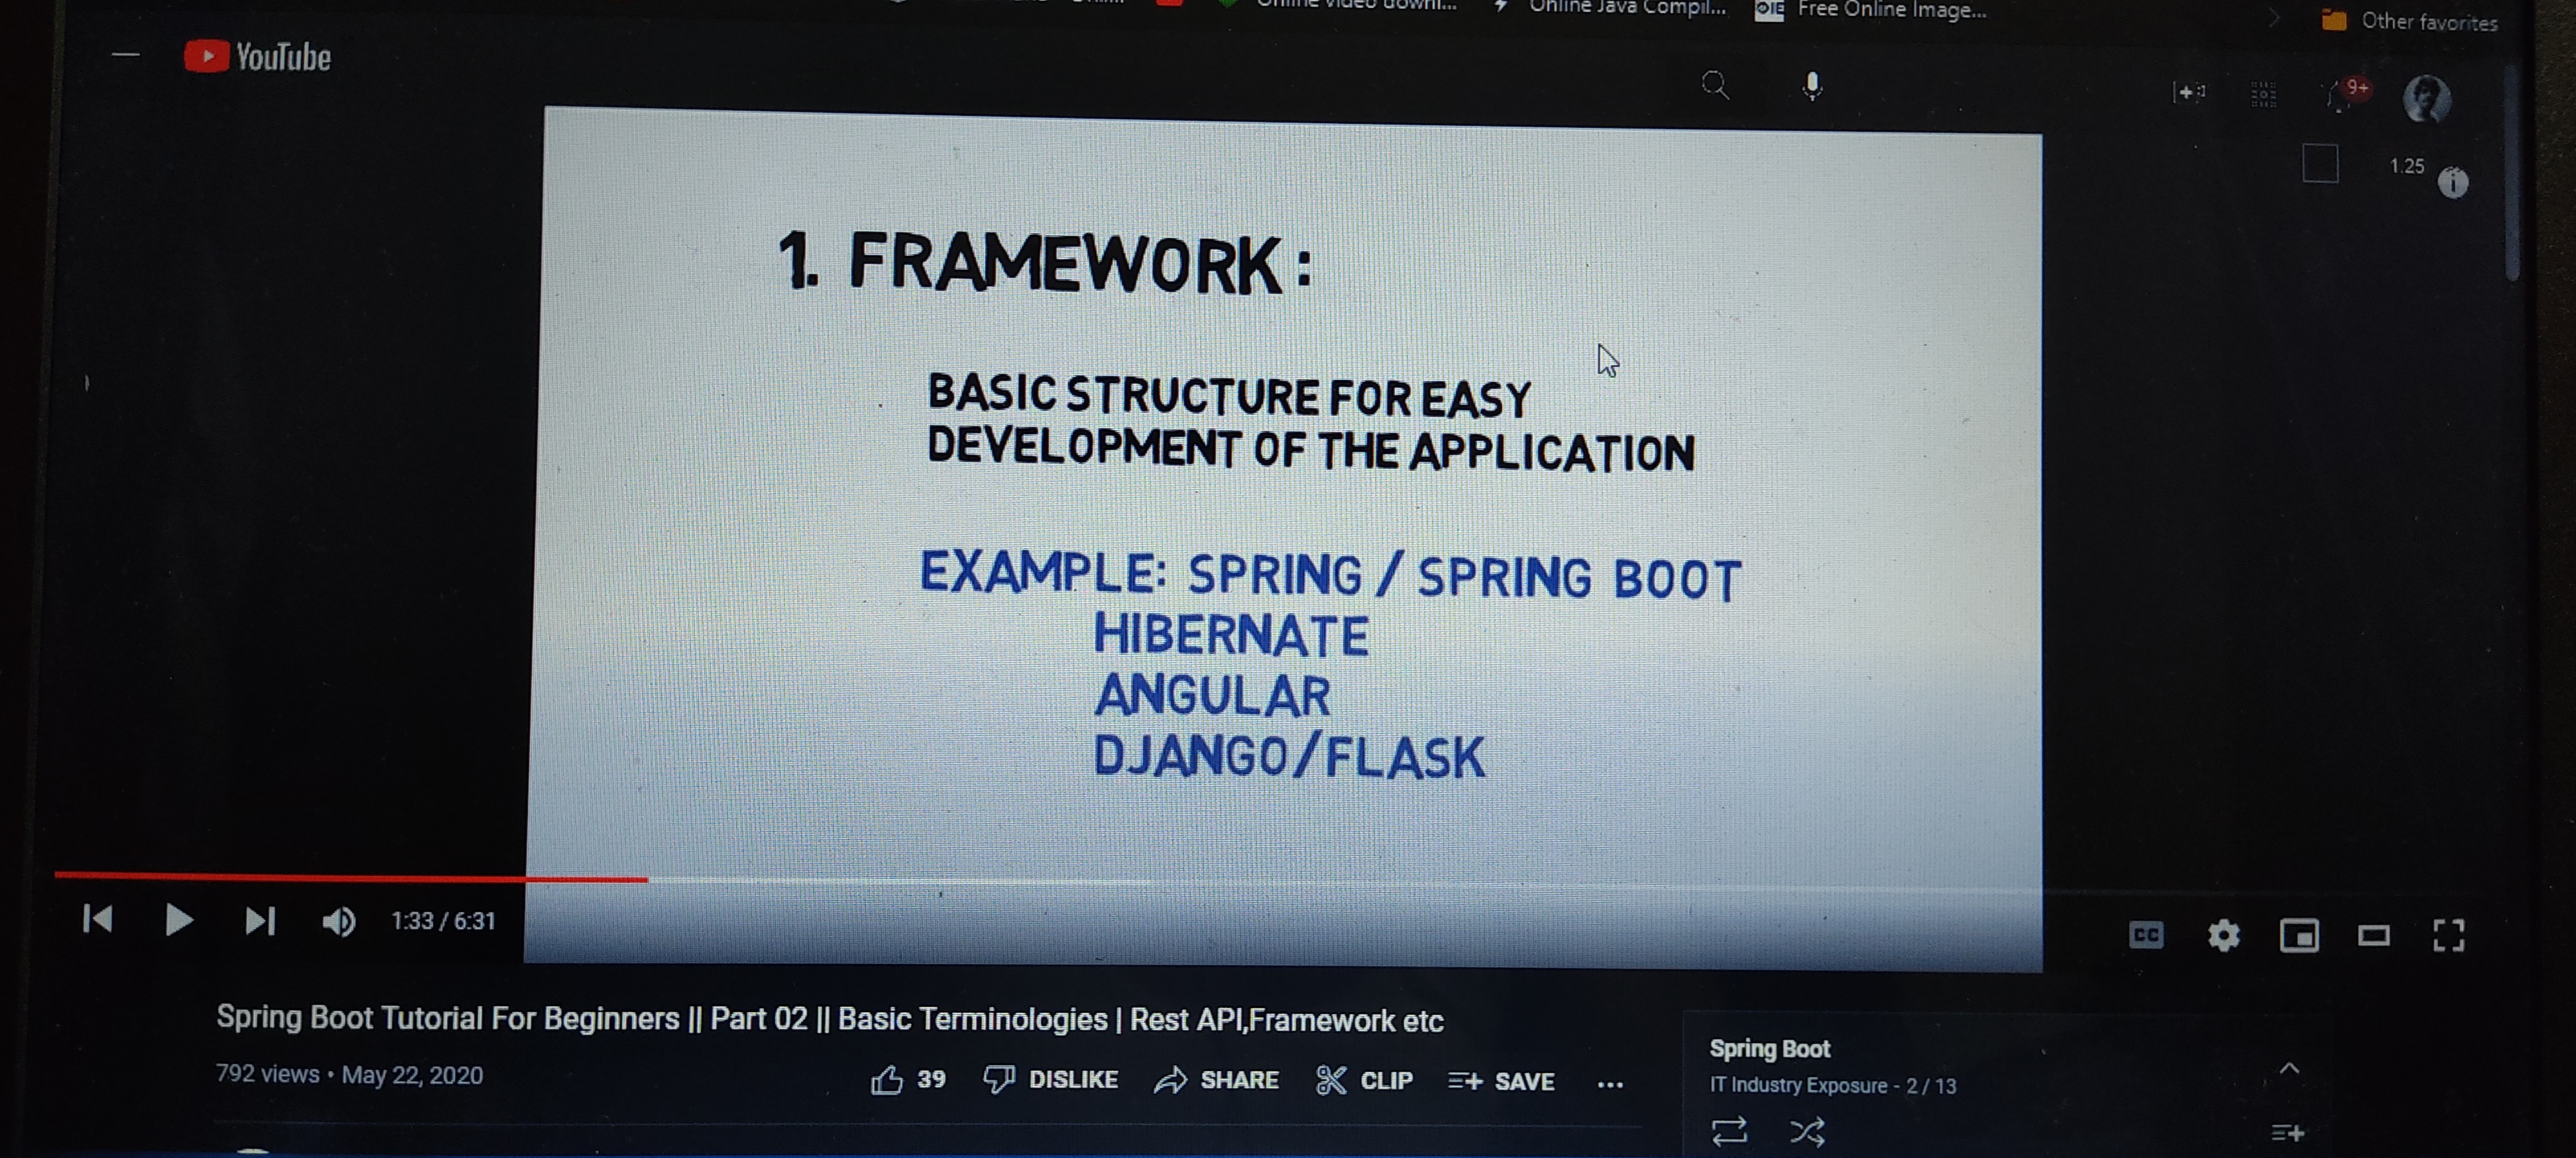 Online Java Compil...
Free Online Image...
Other favorites
YouTube
9+
1.25
1. FRAMEWORK:
BASIC STRUCTURE FOR EASY
DEVELOPMENT OF THE APPLICATION
EXAMPLE: SPRING / SPRING BOOT
HIBERNATE
ANGULAR
DJANGO/FLASK
1:33 / 6:31
CC
Spring Boot Tutorial For Beginners || Part 02 || Basic Terminologies | Rest API,Framework etc
792 views • May 22, 2020
39
DISLIKE
SHARE
CLIP
SAVE
...
Spring Boot
IT Industry Exposure - 2 / 13